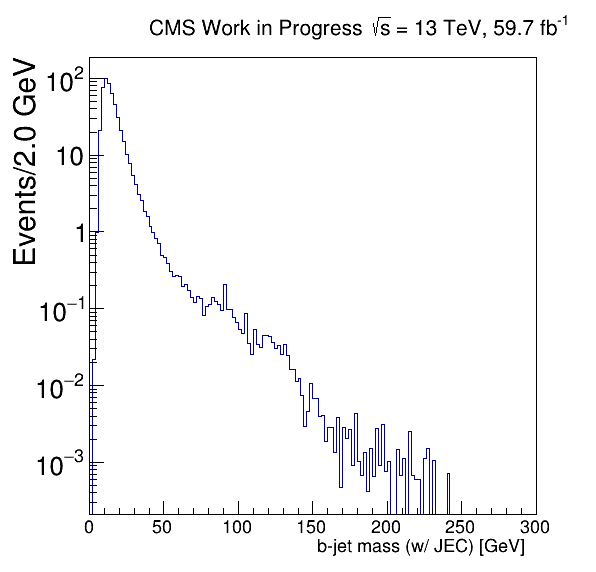 CMS Work in Progress √s = 13 TeV, 59.7 fb⁻¹
Events/2.0 GeV
10²
10
1
10⁻¹
10⁻²
10⁻³
0 50 100 150 200 250 300
b-jet mass (w/ JEC) [GeV]